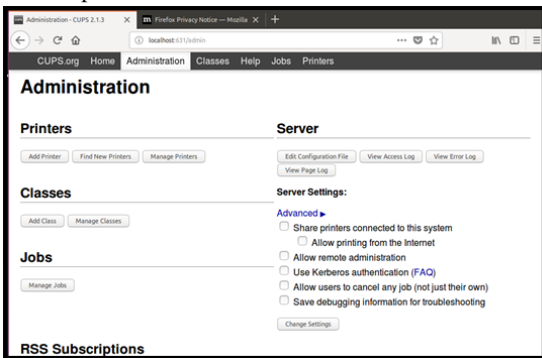 Administration - CUPS 2.1.3
Firefox Privacy Notice — Mozilla
localhost:631/admin
CUPS.org Home Administration Classes Help Jobs Printers
Administration
Printers
Add Printer Find New Printers Manage Printers
Classes
Add Class Manage Classes
Jobs
Manage Jobs
RSS Subscriptions
Server
Edit Configuration File View Access Log View Error Log
View Page Log
Server Settings:
Advanced ▸
Share printers connected to this system
Allow printing from the Internet
Allow remote administration
Use Kerberos authentication (FAQ)
Allow users to cancel any job (not just their own)
Save debugging information for troubleshooting
Change Settings